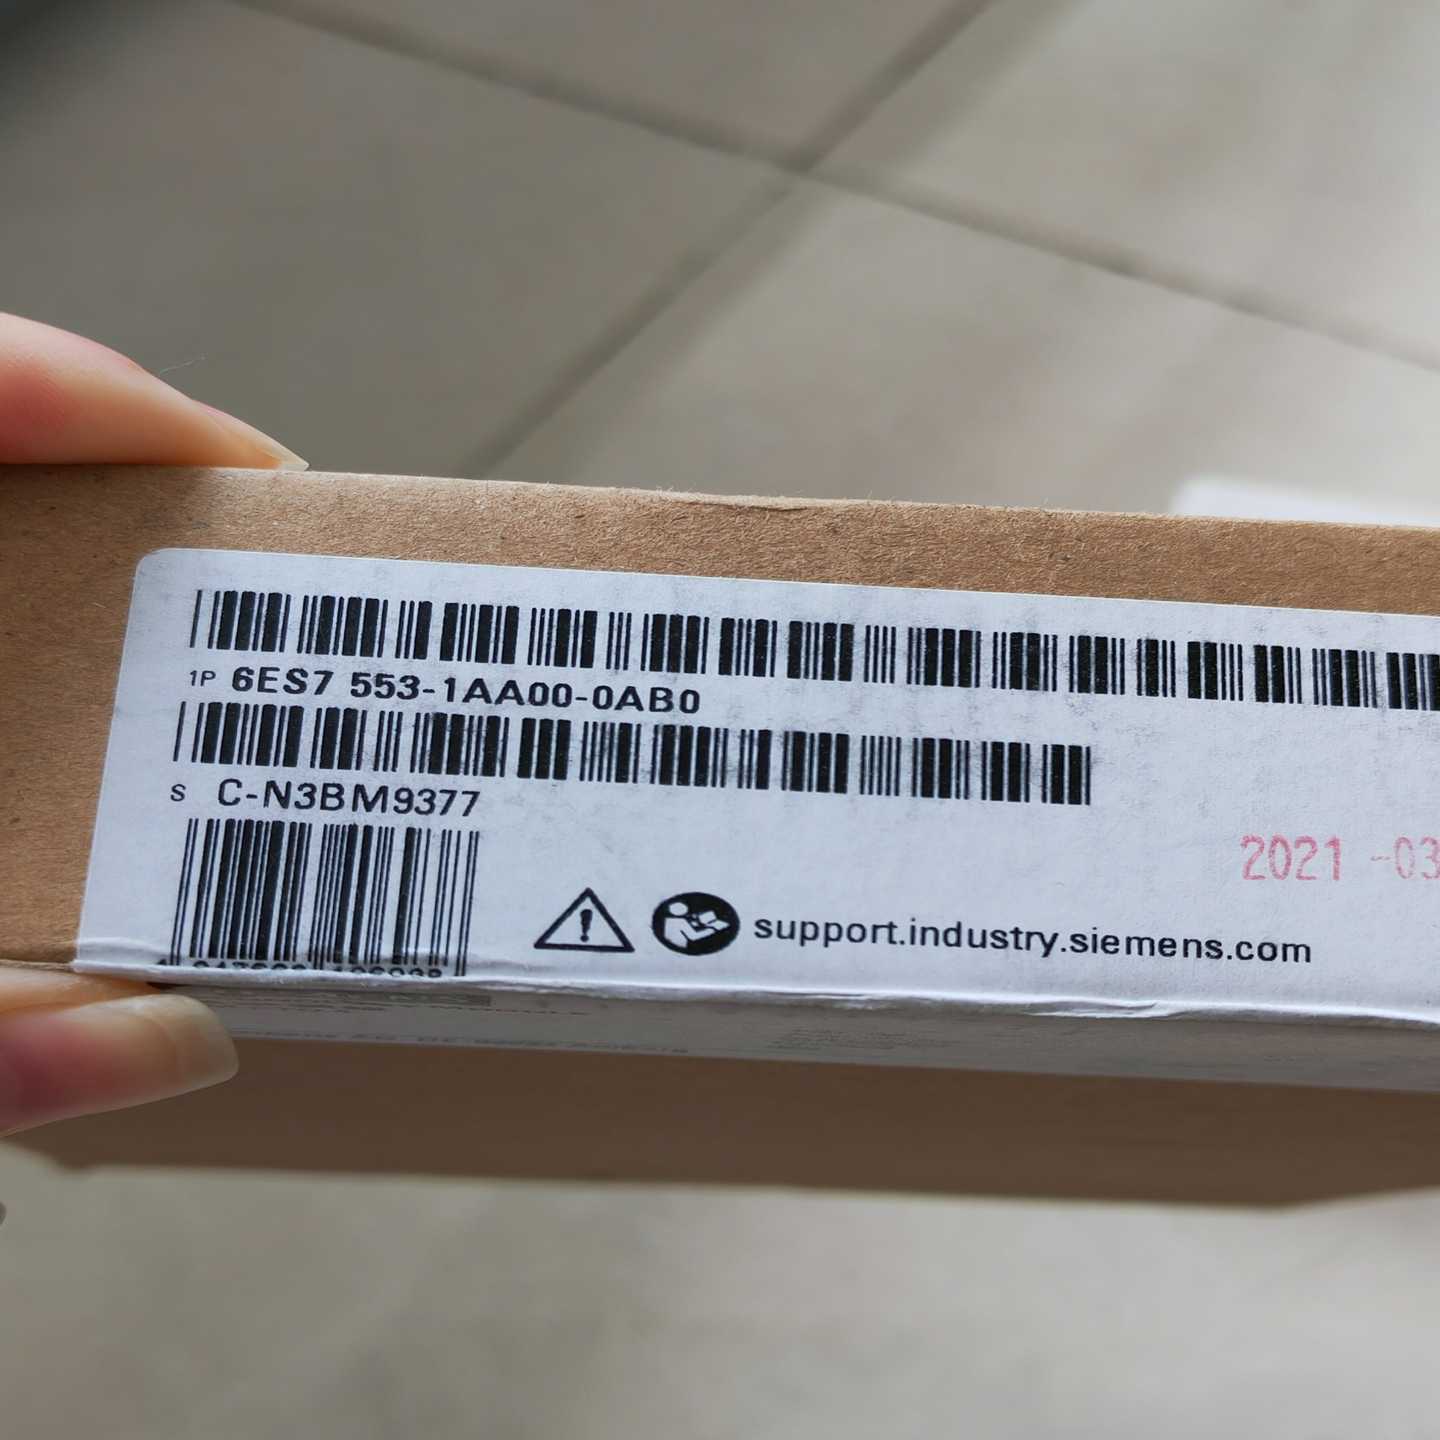 1P 6ES7 553-1AA00-0AB0
S C-N3BM9377
2021 -03
support.industry.siemens.com